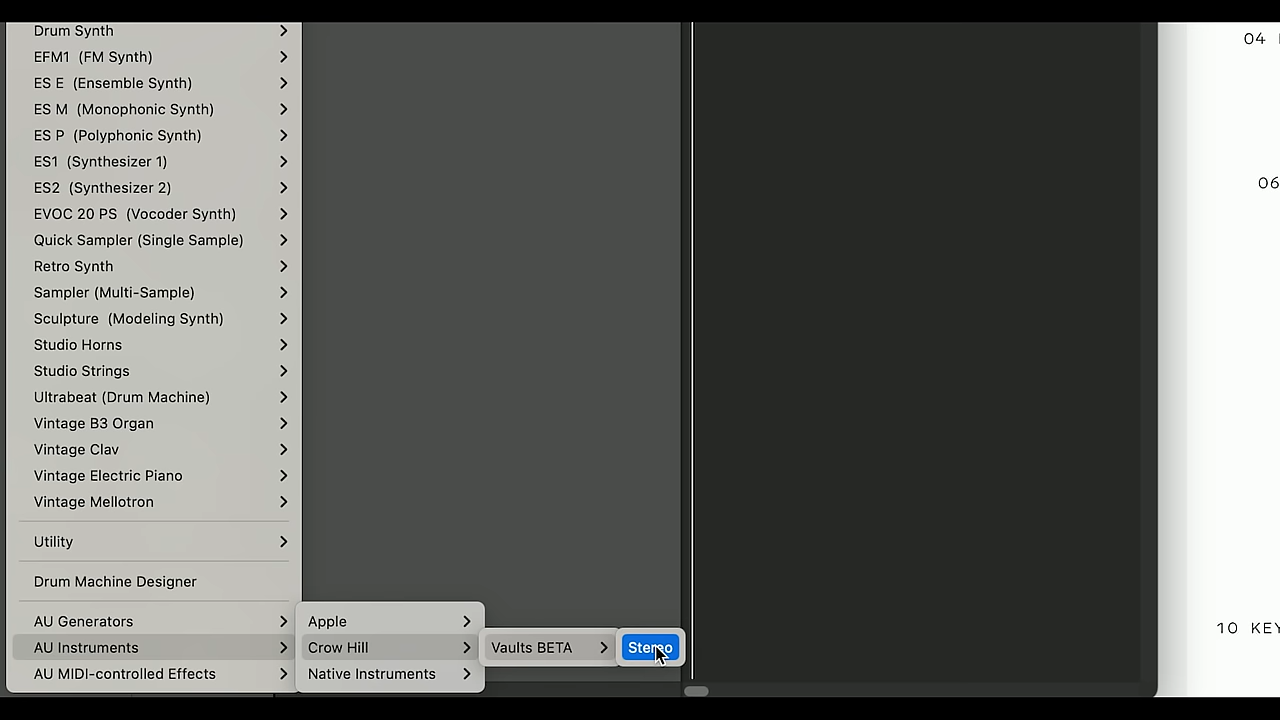 Drum Synth
EFM1 (FM Synth)
ES E (Ensemble Synth)
ES M (Monophonic Synth)
ES P (Polyphonic Synth)
ES1 (Synthesizer 1)
ES2 (Synthesizer 2)
EVOC 20 PS (Vocoder Synth)
Quick Sampler (Single Sample)
Retro Synth
Sampler (Multi-Sample)
Sculpture (Modeling Synth)
Studio Horns
Studio Strings
Ultrabeat (Drum Machine)
Vintage B3 Organ
Vintage Clav
Vintage Electric Piano
Vintage Mellotron
Utility
Drum Machine Designer
AU Generators
AU Instruments
AU MIDI-controlled Effects
Apple
Crow Hill
Native Instruments
Vaults BETA
Stereo
04
06
10 KEY